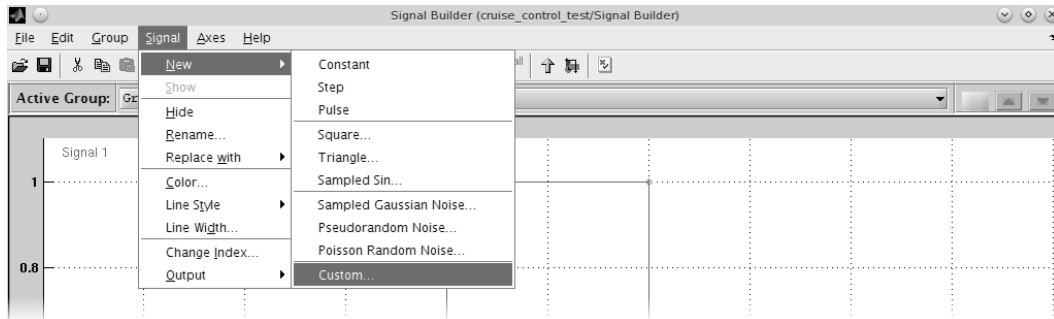 Signal Builder (cruise_control_test/Signal Builder)
File Edit Group Signal Axes Help
Active Group: Gr
New
Show
Hide
Rename...
Replace with
Color...
Line Style
Line Width...
Change Index...
Output
Constant
Step
Pulse
Square...
Triangle...
Sampled Sin...
Sampled Gaussian Noise...
Pseudorandom Noise...
Poisson Random Noise...
Custom...
all
Signal 1
1
0.8